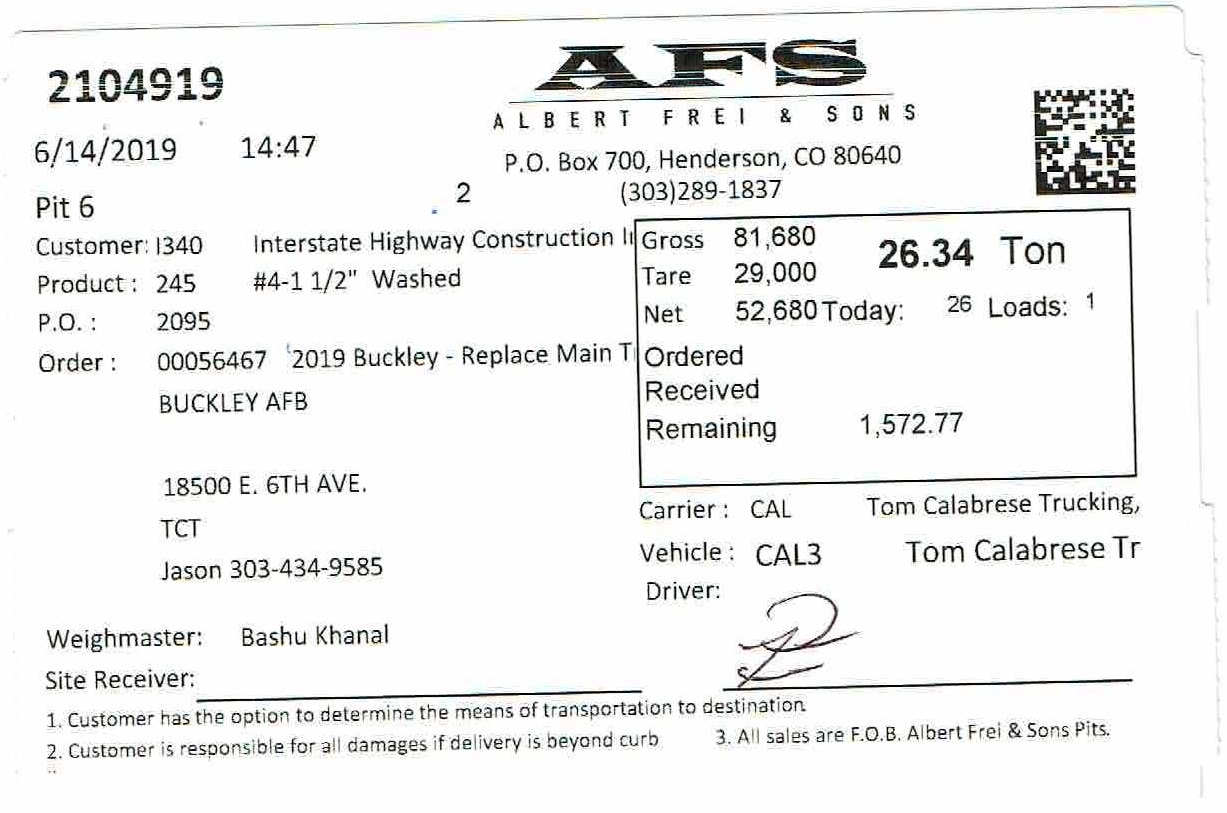 2104919
AFS
ALBERT FREI & SONS
6/14/2019 14:47
P.O. Box 700, Henderson, CO 80640
(303)289-1837
Pit 6 2
Customer: I340 Interstate Highway Construction I
Product : 245 #4-1 1/2" Washed
P.O. : 2095
Order : 00056467 2019 Buckley - Replace Main T
BUCKLEY AFB
18500 E. 6TH AVE.
TCT
Jason 303-434-9585
Gross 81,680 26.34 Ton
Tare 29,000
Net 52,680 Today: 26 Loads: 1
Ordered
Received
Remaining 1,572.77
Carrier : CAL Tom Calabrese Trucking,
Vehicle : CAL3 Tom Calabrese Tr
Driver:
Weighmaster: Bashu Khanal
Site Receiver:
1. Customer has the option to determine the means of transportation to destination
2. Customer is responsible for all damages if delivery is beyond curb 3. All sales are F.O.B. Albert Frei & Sons Pits.